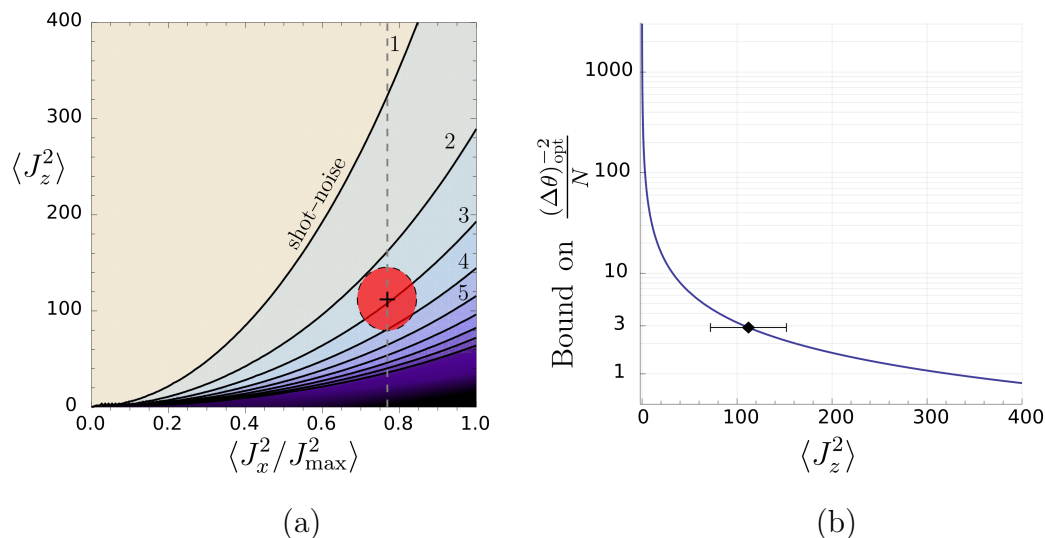 400
300
200
100
0
⟨J_z^2⟩
shot–noise
1
2
3
4
5
0.0 0.2 0.4 0.6 0.8 1.0
⟨J_x^2/J_max^2⟩
(a)
Bound on (Δθ)_opt^−2/N
1000
100
10
3
1
0 100 200 300 400
⟨J_z^2⟩
(b)